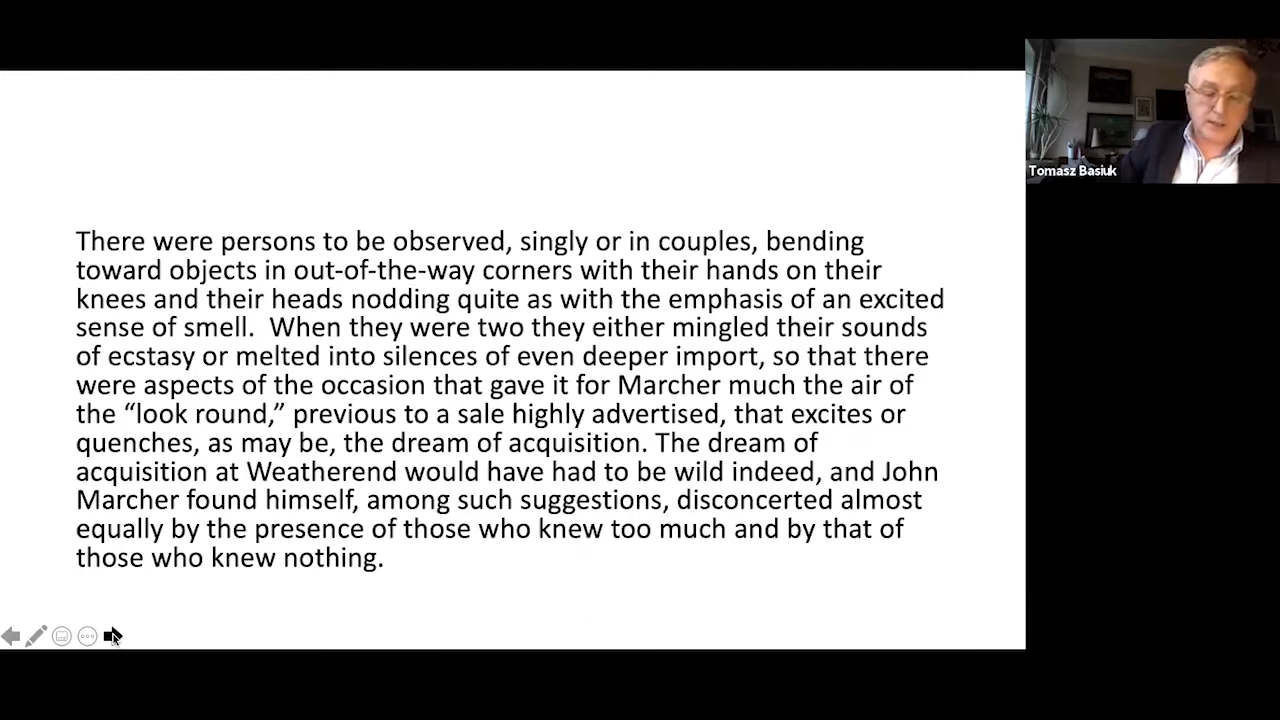 There were persons to be observed, singly or in couples, bending
toward objects in out-of-the-way corners with their hands on their
knees and their heads nodding quite as with the emphasis of an excited
sense of smell.  When they were two they either mingled their sounds
of ecstasy or melted into silences of even deeper import, so that there
were aspects of the occasion that gave it for Marcher much the air of
the “look round,” previous to a sale highly advertised, that excites or
quenches, as may be, the dream of acquisition. The dream of
acquisition at Weatherend would have had to be wild indeed, and John
Marcher found himself, among such suggestions, disconcerted almost
equally by the presence of those who knew too much and by that of
those who knew nothing.
Tomasz Basiuk